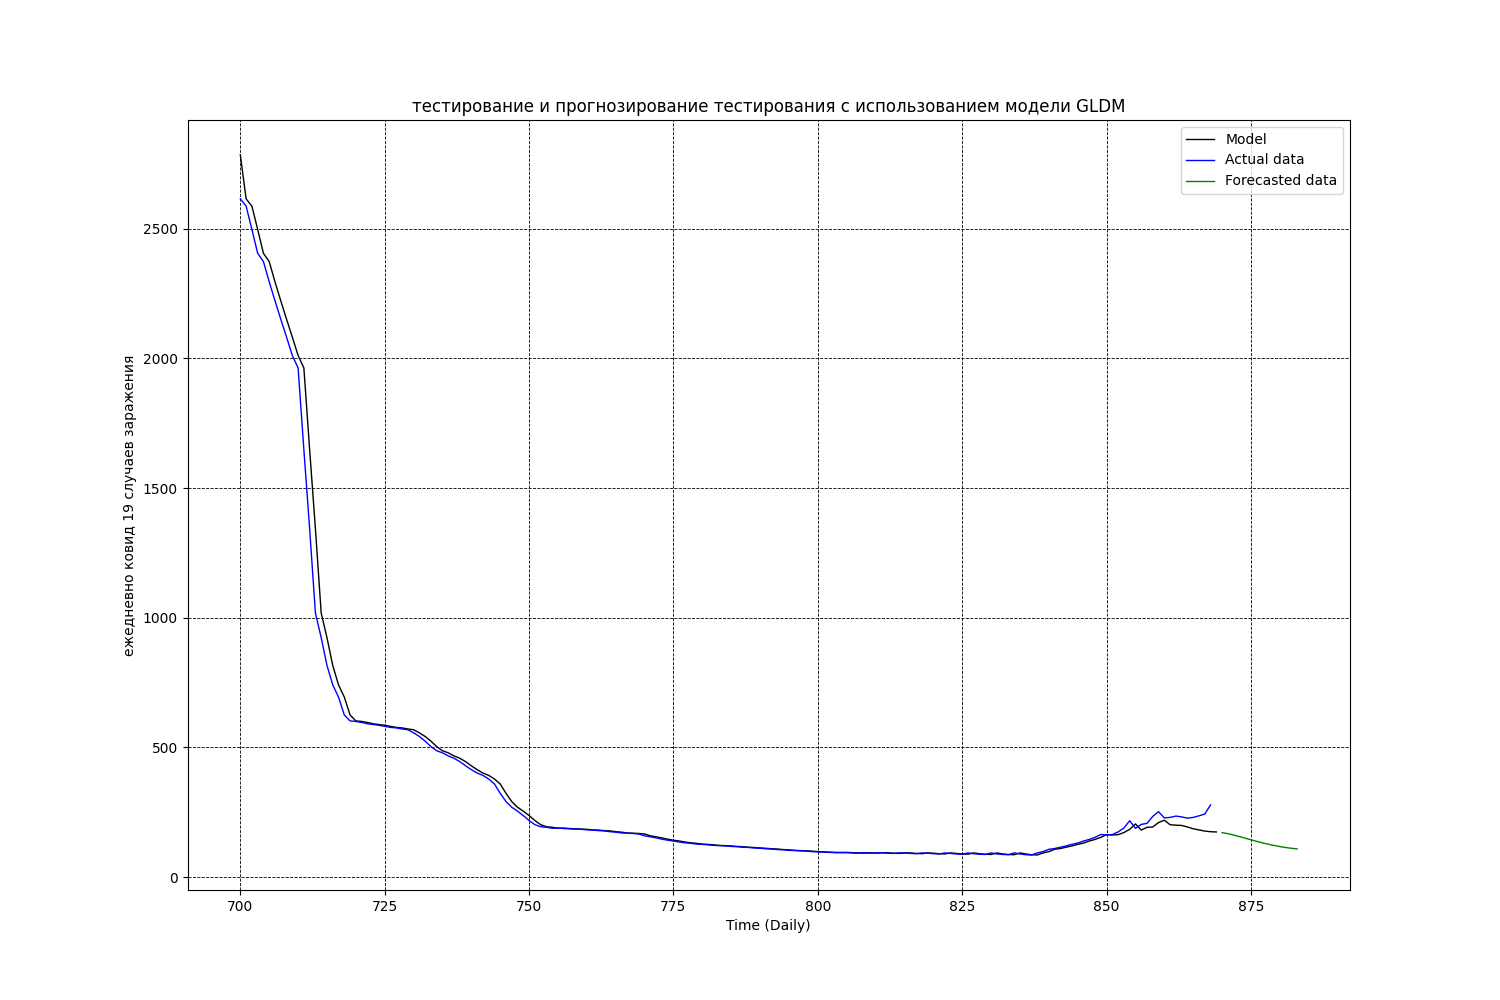 тестирование и прогнозирование тестирования с использованием модели GLDM
Model
Actual data
Forecasted data
ежедневно ковид 19 случаев заражения
2500
2000
1500
1000
500
0
700 725 750 775 800 825 850 875
Time (Daily)